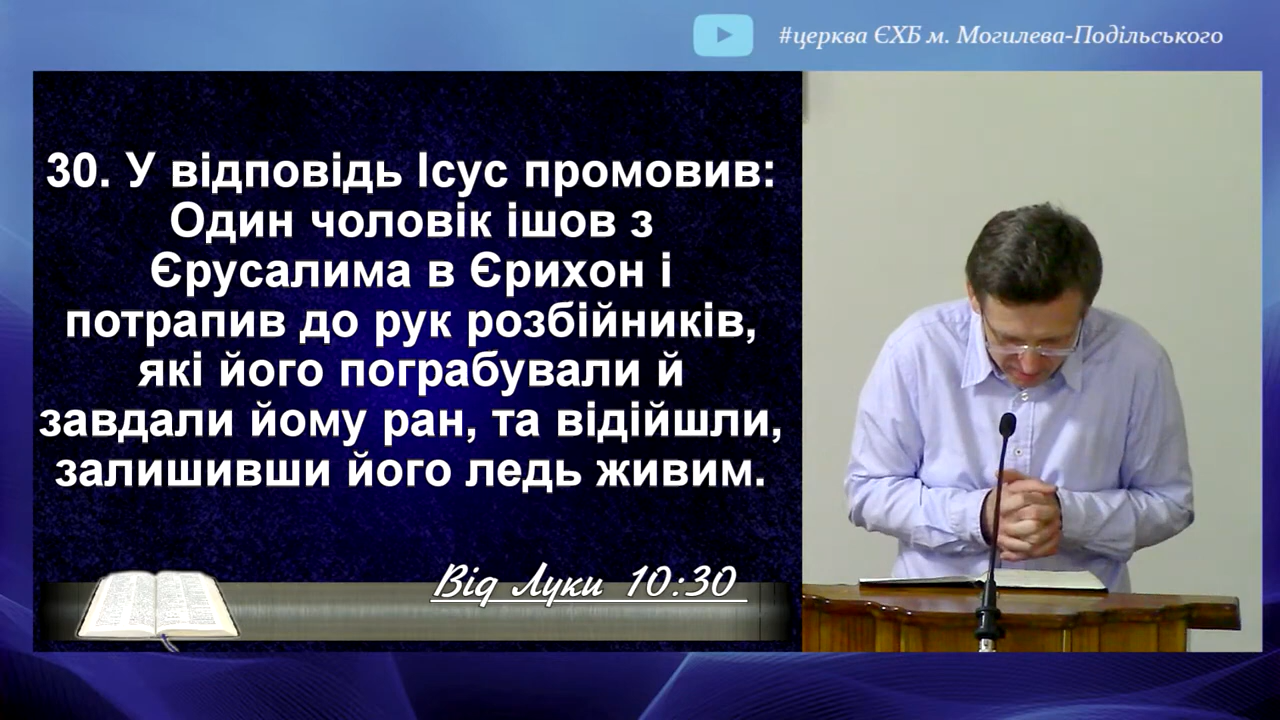 #церква ЄХБ м. Могилева-Подільського
30. У відповідь Ісус промовив:
Один чоловік ішов з
Єрусалима в Єрихон і
потрапив до рук розбійників,
які його пограбували й
завдали йому ран, та відійшли,
залишивши його ледь живим.
Від Луки 10:30